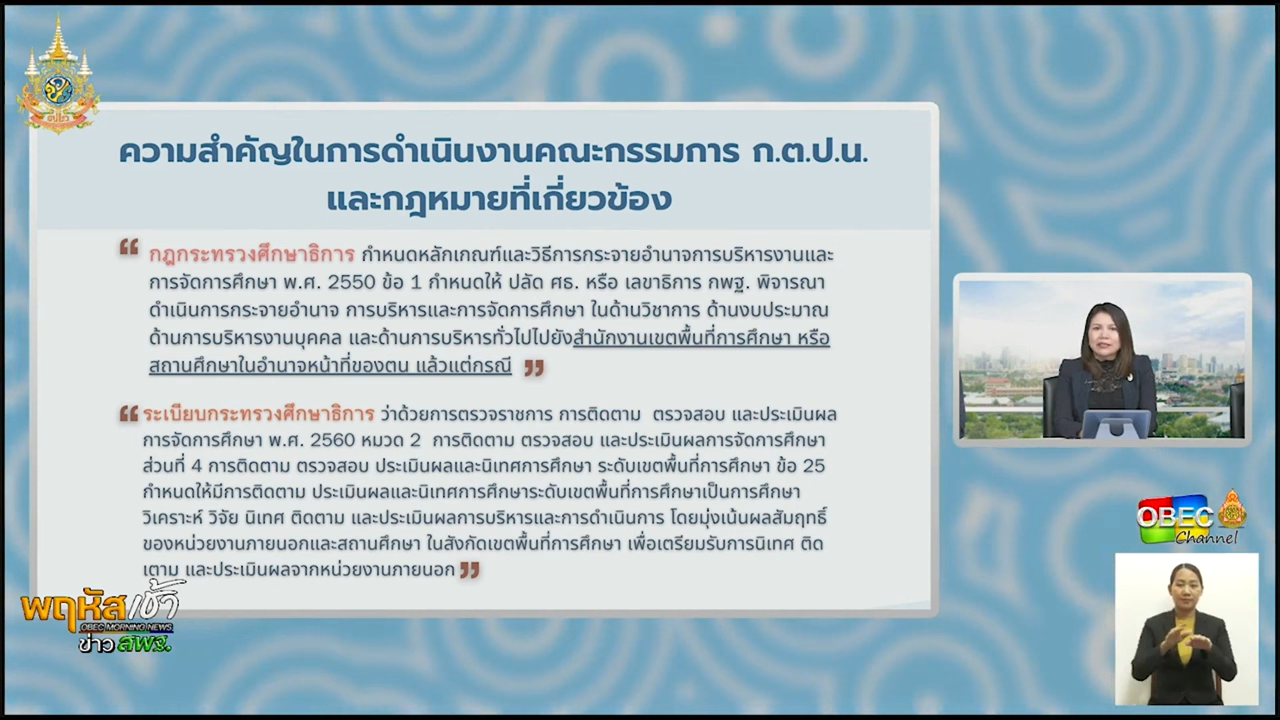 ความสำคัญในการดำเนินงานคณะกรรมการ ก.ต.ป.น.
และกฎหมายที่เกี่ยวข้อง
❝ กฎกระทรวงศึกษาธิการ กำหนดหลักเกณฑ์และวิธีการกระจายอำนาจการบริหารงานและ
การจัดการศึกษา พ.ศ. 2550 ข้อ 1 กำหนดให้ ปลัด ศธ. หรือ เลขาธิการ กพฐ. พิจารณา
ดำเนินการกระจายอำนาจ การบริหารและการจัดการศึกษา ในด้านวิชาการ ด้านงบประมาณ
ด้านการบริหารงานบุคคล และด้านการบริหารทั่วไปไปยังสำนักงานเขตพื้นที่การศึกษา หรือ
สถานศึกษาในอำนาจหน้าที่ของตน แล้วแต่กรณี ❞
❝ ระเบียบกระทรวงศึกษาธิการ ว่าด้วยการตรวจราชการ การติดตาม ตรวจสอบ และประเมินผล
การจัดการศึกษา พ.ศ. 2560 หมวด 2 การติดตาม ตรวจสอบ และประเมินผลการจัดการศึกษา
ส่วนที่ 4 การติดตาม ตรวจสอบ ประเมินผลและนิเทศการศึกษา ระดับเขตพื้นที่การศึกษา ข้อ 25
กำหนดให้มีการติดตาม ประเมินผลและนิเทศการศึกษาระดับเขตพื้นที่การศึกษาเป็นการศึกษา
วิเคราะห์ วิจัย นิเทศ ติดตาม และประเมินผลการบริหารและการดำเนินการ โดยมุ่งเน้นผลสัมฤทธิ์
ของหน่วยงานภายนอกและสถานศึกษา ในสังกัดเขตพื้นที่การศึกษา เพื่อเตรียมรับการนิเทศ ติด
ตาม และประเมินผลจากหน่วยงานภายนอก ❞
OBEC
Channel
พฤหัสเช้า
OBEC MORNING NEWS
ข่าว สพฐ.